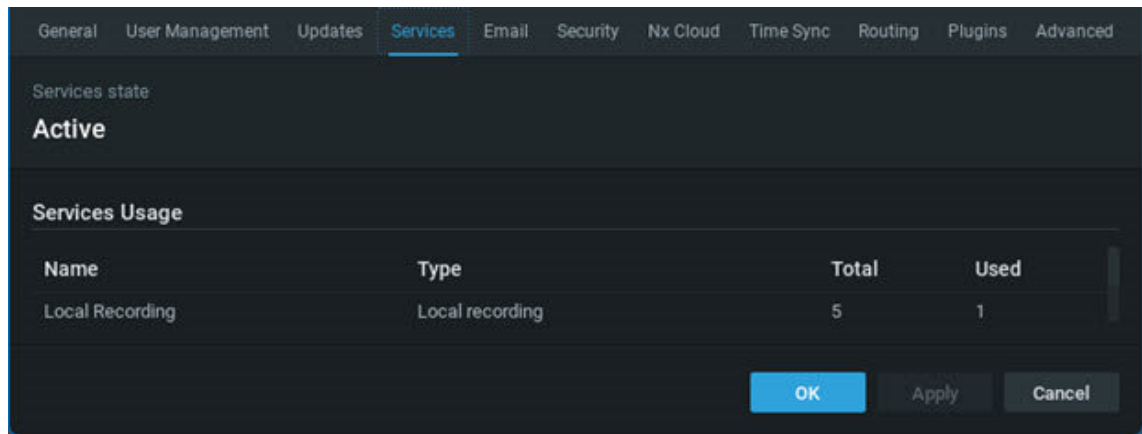 General User Management Updates Services Email Security Nx Cloud Time Sync Routing Plugins Advanced
Services state
Active
Services Usage
Name Type Total Used
Local Recording Local recording 5 1
OK Apply Cancel